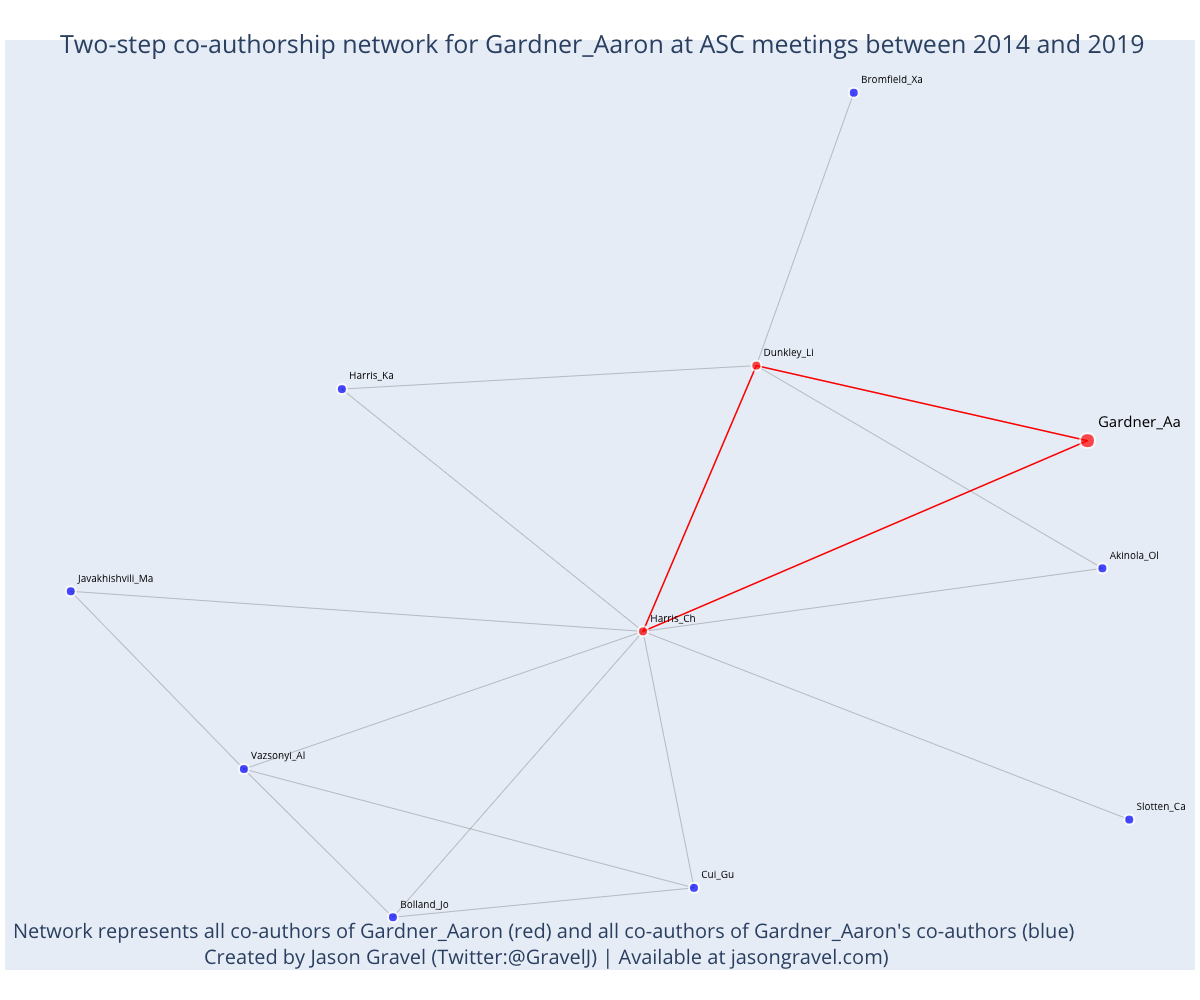 Two-step co-authorship network for Gardner_Aaron at ASC meetings between 2014 and 2019
Bromfield_Xa
Dunkley_Li
Harris_Ka
Gardner_Aa
Akinola_Ol
Javakhishvili_Ma
Harris_Ch
Vazsonyi_Al
Slotten_Ca
Cui_Gu
Bolland_Jo
Network represents all co-authors of Gardner_Aaron (red) and all co-authors of Gardner_Aaron's co-authors (blue)
Created by Jason Gravel (Twitter:@GravelJ) | Available at jasongravel.com)